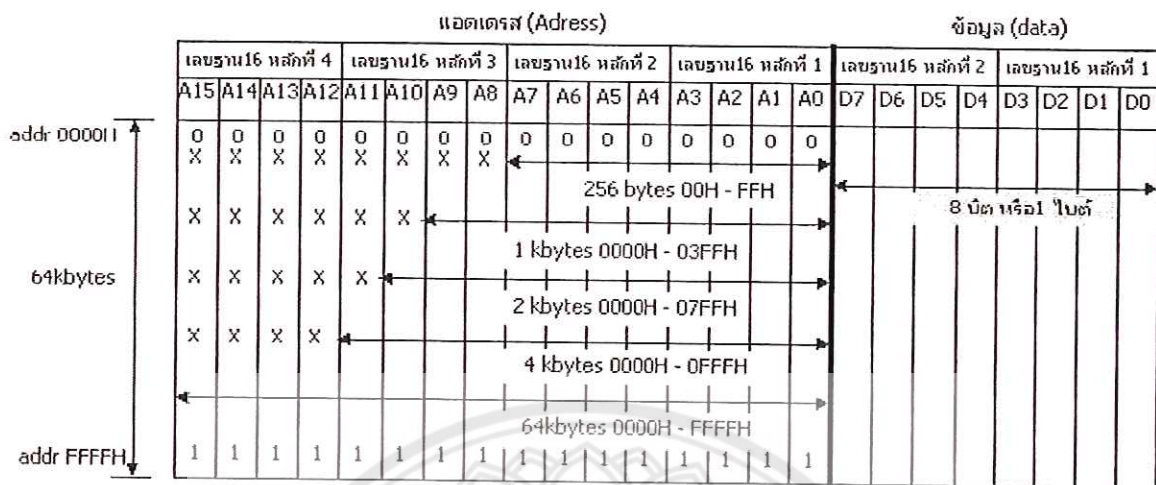 แอดเดรส (Adress) ข้อมูล (data)
เลขฐาน16 หลักที่ 4 เลขฐาน16 หลักที่ 3 เลขฐาน16 หลักที่ 2 เลขฐาน16 หลักที่ 1 เลขฐาน16 หลักที่ 2 เลขฐาน16 หลักที่ 1
A15 A14 A13 A12 A11 A10 A9 A8 A7 A6 A5 A4 A3 A2 A1 A0 D7 D6 D5 D4 D3 D2 D1 D0
addr 0000H 0 0 0 0 0 0 0 0 0 0 0 0 0 0 0 0
X X X X X X X X
256 bytes 00H - FFH
8 บิต หรือ1 ไบต์
X X X X X X
1 kbytes 0000H - 03FFH
64kbytes X X X X X
2 kbytes 0000H - 07FFH
X X X X
4 kbytes 0000H - 0FFFH
64kbytes 0000H - FFFFH
addr FFFFH 1 1 1 1 1 1 1 1 1 1 1 1 1 1 1 1